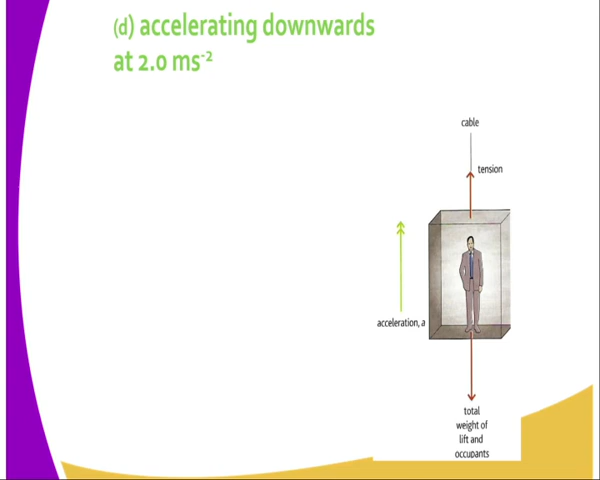 (d) accelerating downwards
at 2.0 ms⁻²
cable
tension
acceleration, a
total
weight of
lift and
occupants